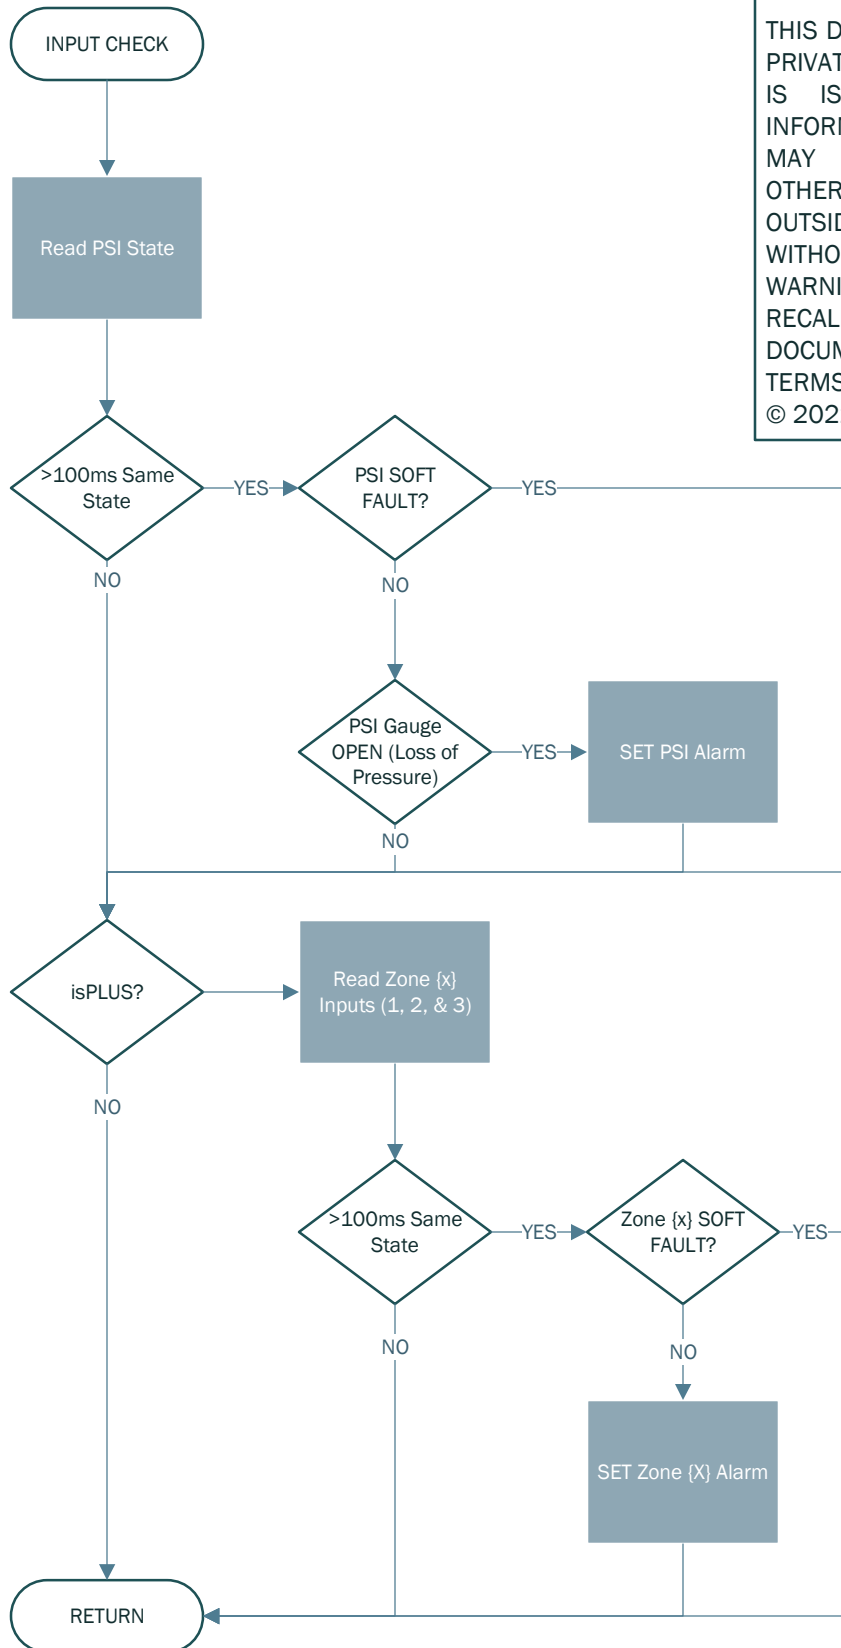 INPUT CHECK
THIS D
PRIVAT
IS IS
INFORM
MAY
OTHER
OUTSID
WITHO
WARNI
RECAL
DOCUM
TERMS
© 202
Read PSI State
>100ms Same
State
YES
PSI SOFT
FAULT?
YES
NO
NO
PSI Gauge
OPEN (Loss of
Pressure)
YES
SET PSI Alarm
NO
isPLUS?
Read Zone {x}
Inputs (1, 2, & 3)
NO
>100ms Same
State
YES
Zone {x} SOFT
FAULT?
YES
NO
NO
SET Zone {X} Alarm
RETURN